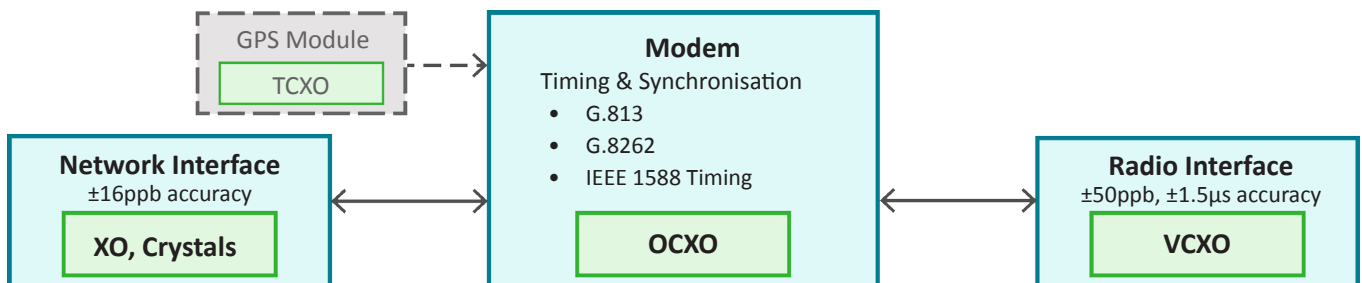 GPS Module
TCXO
Modem
Timing & Synchronisation
• G.813
• G.8262
• IEEE 1588 Timing
OCXO
Network Interface
±16ppb accuracy
XO, Crystals
Radio Interface
±50ppb, ±1.5µs accuracy
VCXO